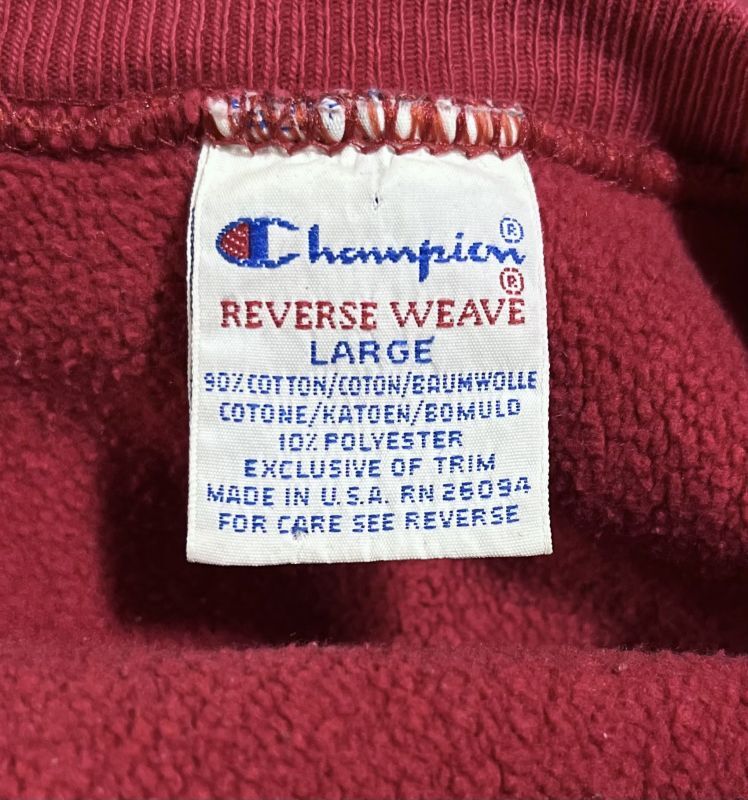 Champion®
REVERSE WEAVE®
LARGE
90% COTTON/COTON/BAUMWOLLE
COTONE/KATOEN/BOMULD
10% POLYESTER
EXCLUSIVE OF TRIM
MADE IN U.S.A. RN 26094
FOR CARE SEE REVERSE